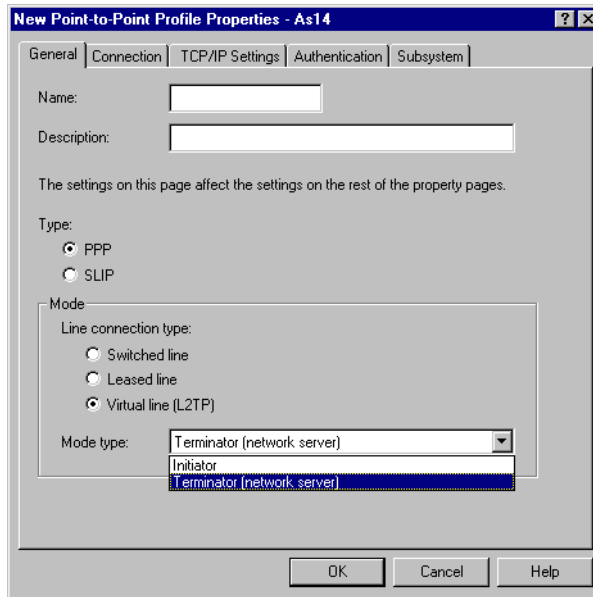 New Point-to-Point Profile Properties - As14
General Connection TCP/IP Settings Authentication Subsystem
Name:
Description:
The settings on this page affect the settings on the rest of the property pages.
Type:
PPP
SLIP
Mode
Line connection type:
Switched line
Leased line
Virtual line (L2TP)
Mode type: Terminator (network server)
Initiator
Terminator (network server)
OK Cancel Help